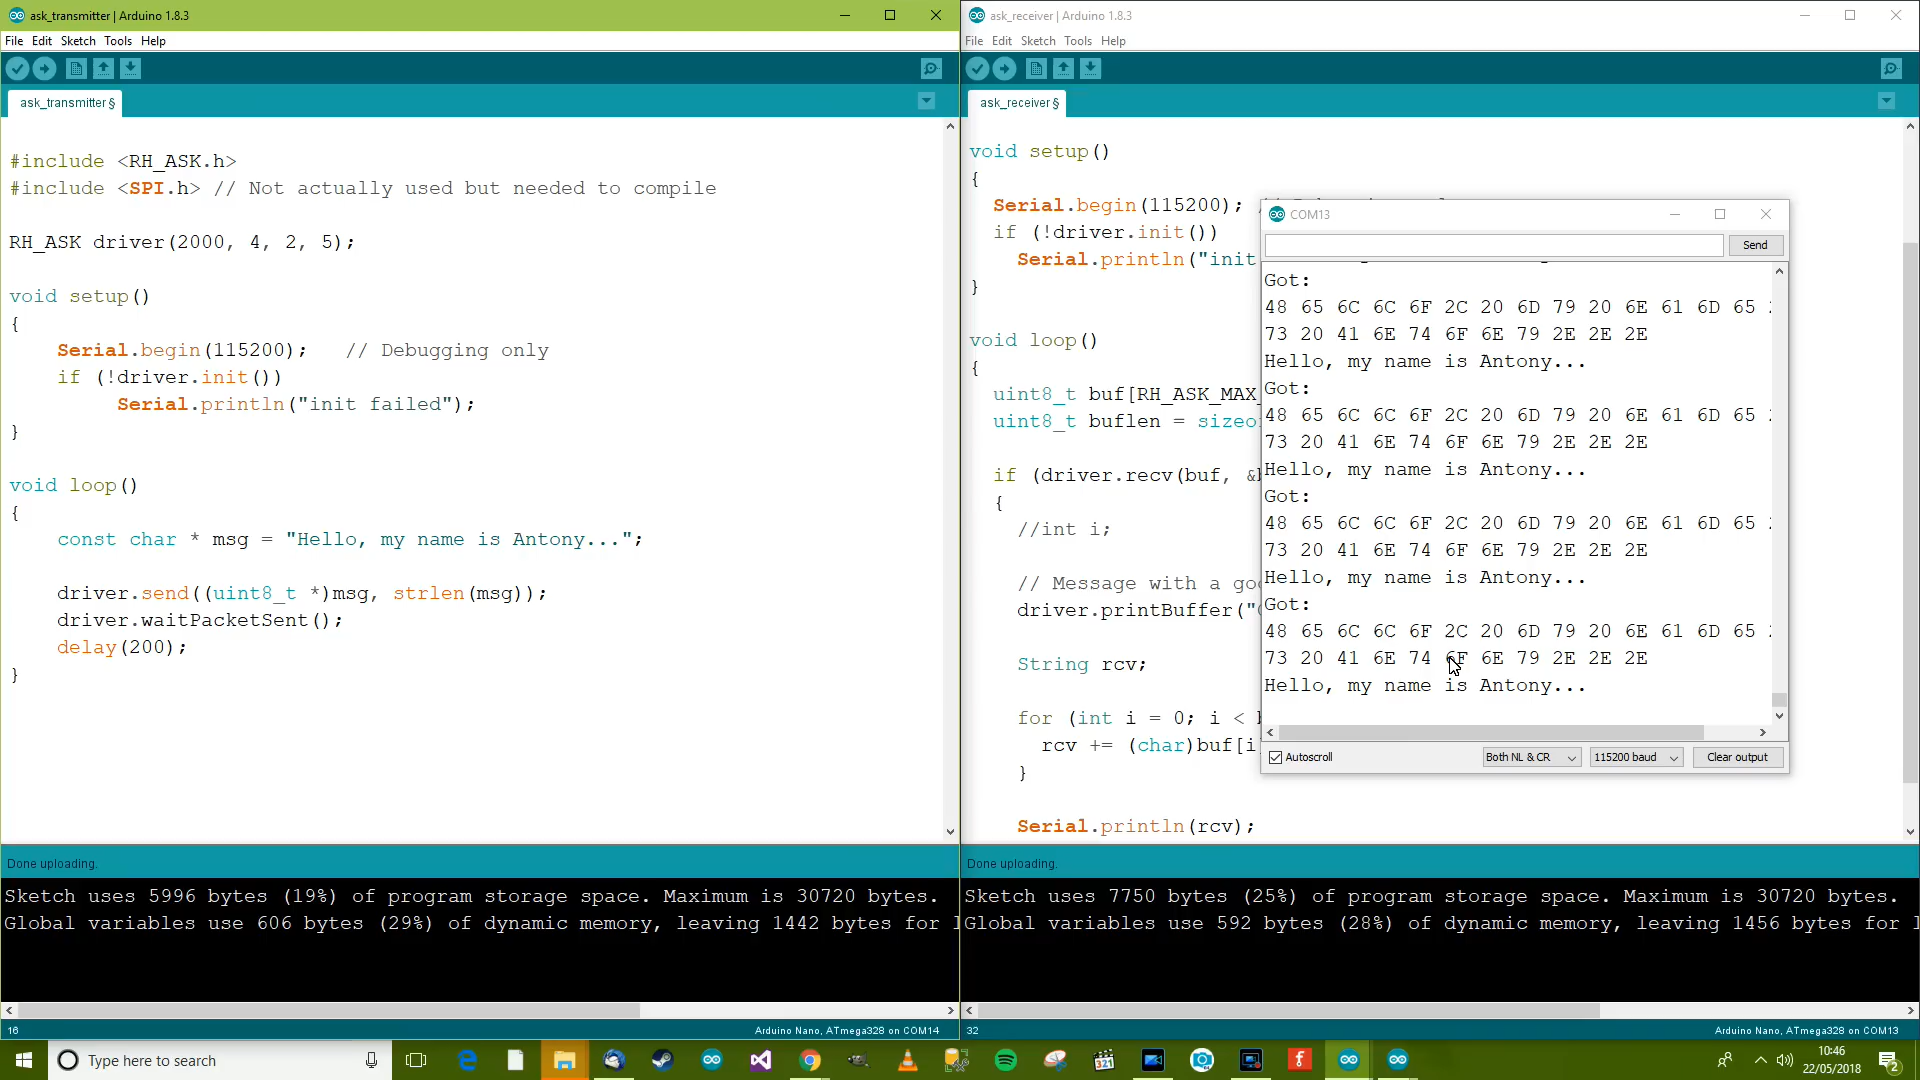 ask_transmitter | Arduino 1.8.3
File Edit Sketch Tools Help
ask_transmitter §
#include <RH_ASK.h>
#include <SPI.h> // Not actually used but needed to compile
RH_ASK driver(2000, 4, 2, 5);
void setup()
{
Serial.begin(115200); // Debugging only
if (!driver.init())
Serial.println("init failed");
}
void loop()
{
const char * msg = "Hello, my name is Antony...";
driver.send((uint8_t *)msg, strlen(msg));
driver.waitPacketSent();
delay(200);
}
Done uploading.
Sketch uses 5996 bytes (19%) of program storage space. Maximum is 30720 bytes.
Global variables use 606 bytes (29%) of dynamic memory, leaving 1442 bytes for
16
Arduino Nano, ATmega328 on COM14
ask_receiver | Arduino 1.8.3
File Edit Sketch Tools Help
ask_receiver §
void setup()
{
Serial.begin(115200); //
if (!driver.init())
Serial.println("init
}
void loop()
{
uint8_t buf[RH_ASK_MAX_
uint8_t buflen = sizeo
if (driver.recv(buf, &
{
//int i;
// Message with a go
driver.printBuffer("
String rcv;
for (int i = 0; i <
rcv += (char)buf[i
}
Serial.println(rcv);
Done uploading.
Sketch uses 7750 bytes (25%) of program storage space. Maximum is 30720 bytes.
Global variables use 592 bytes (28%) of dynamic memory, leaving 1456 bytes for
32
Arduino Nano, ATmega328 on COM13
COM13
Send
Got:
48 65 6C 6C 6F 2C 20 6D 79 20 6E 61 6D 65
73 20 41 6E 74 6F 6E 79 2E 2E 2E
Hello, my name is Antony...
Got:
48 65 6C 6C 6F 2C 20 6D 79 20 6E 61 6D 65
73 20 41 6E 74 6F 6E 79 2E 2E 2E
Hello, my name is Antony...
Got:
48 65 6C 6C 6F 2C 20 6D 79 20 6E 61 6D 65
73 20 41 6E 74 6F 6E 79 2E 2E 2E
Hello, my name is Antony...
Got:
48 65 6C 6C 6F 2C 20 6D 79 20 6E 61 6D 65
73 20 41 6E 74 6F 6E 79 2E 2E 2E
Hello, my name is Antony...
Autoscroll
Both NL & CR
115200 baud
Clear output
Type here to search
321
10:46
22/05/2018
2